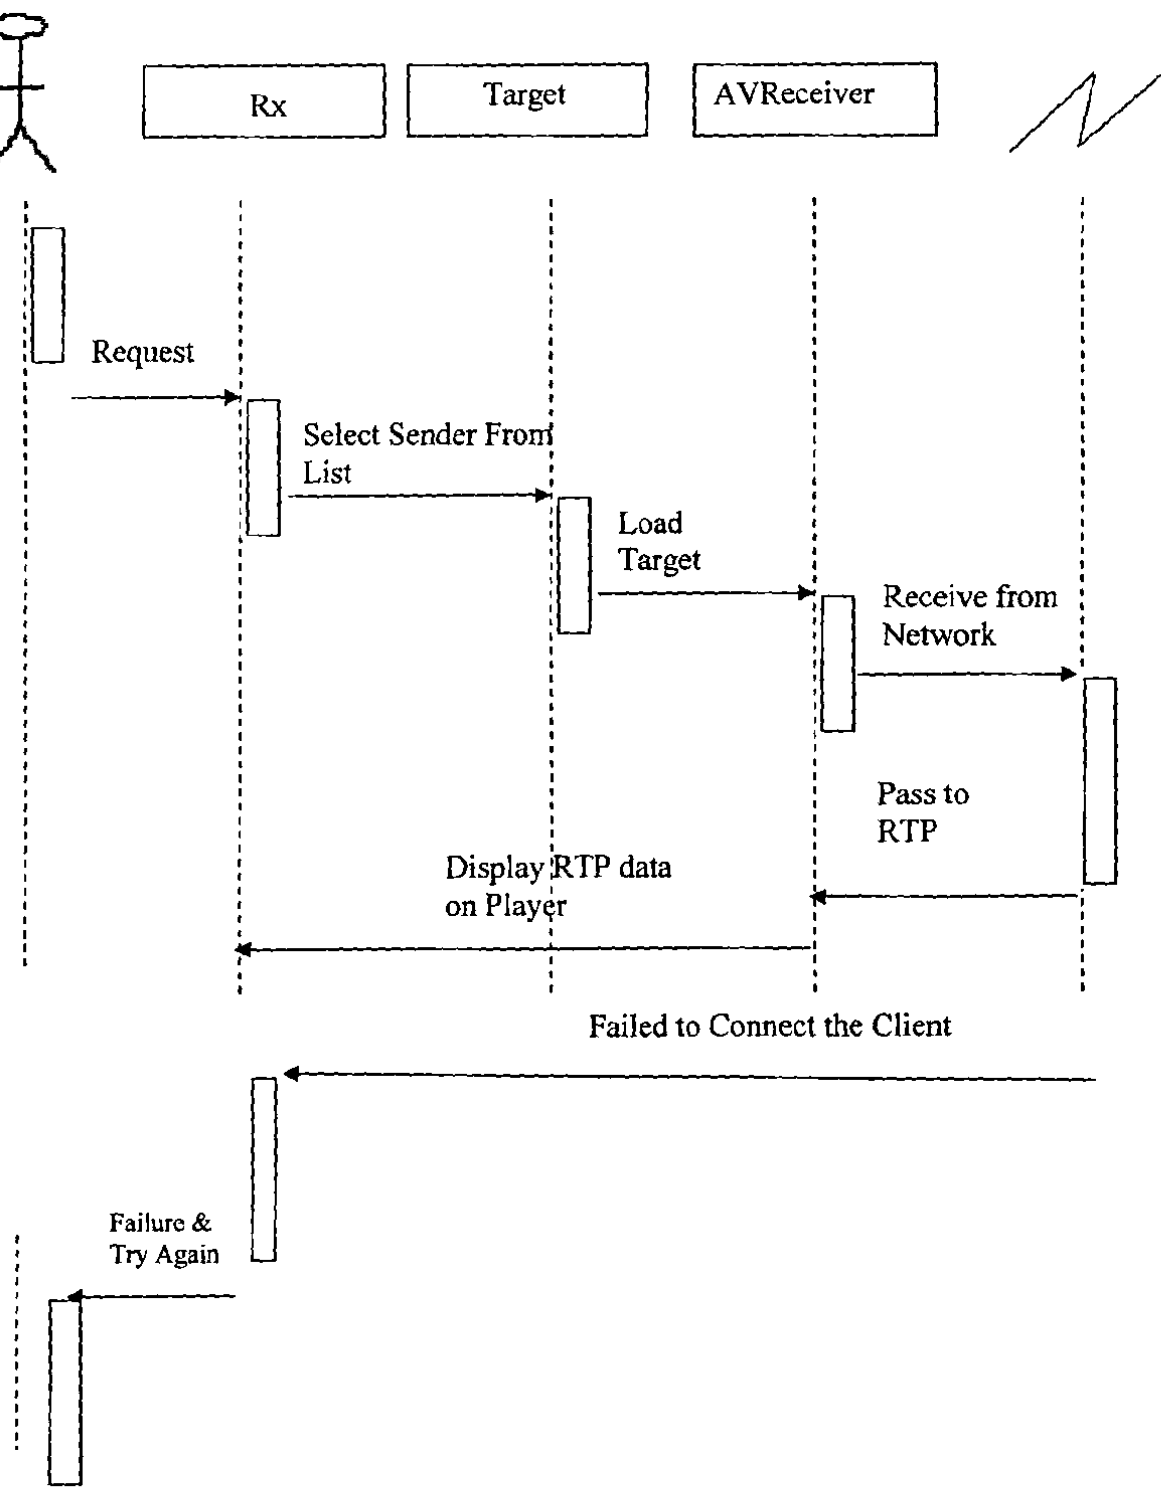 Rx
Target
AVReceiver
Request
Select Sender From
List
Load
Target
Receive from
Network
Pass to
RTP
Display RTP data
on Player
Failed to Connect the Client
Failure &
Try Again